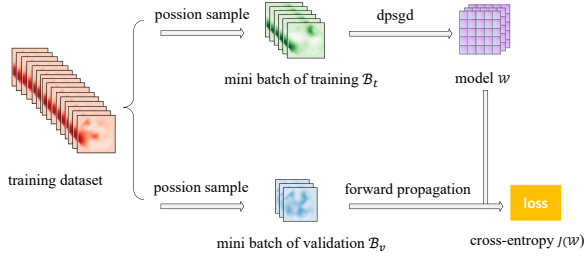 possion sample
dpsgd
mini batch of training ℬₜ
model 𝒲
training dataset
possion sample
forward propagation
loss
mini batch of validation ℬᵥ
cross-entropy J(𝒲)